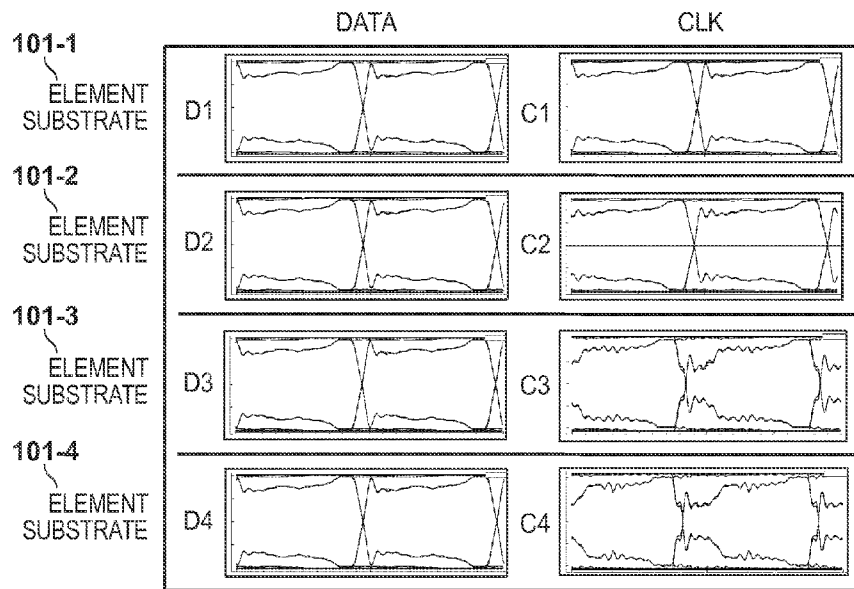 DATA CLK
101-1
ELEMENT
SUBSTRATE
D1 C1
101-2
ELEMENT
SUBSTRATE
D2 C2
101-3
ELEMENT
SUBSTRATE
D3 C3
101-4
ELEMENT
SUBSTRATE
D4 C4